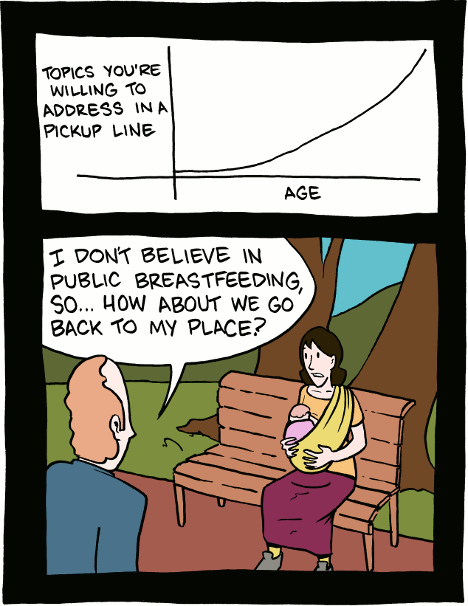 TOPICS YOU'RE
WILLING TO
ADDRESS IN A
PICKUP LINE
AGE
I DON'T BELIEVE IN
PUBLIC BREASTFEEDING,
SO... HOW ABOUT WE GO
BACK TO MY PLACE?